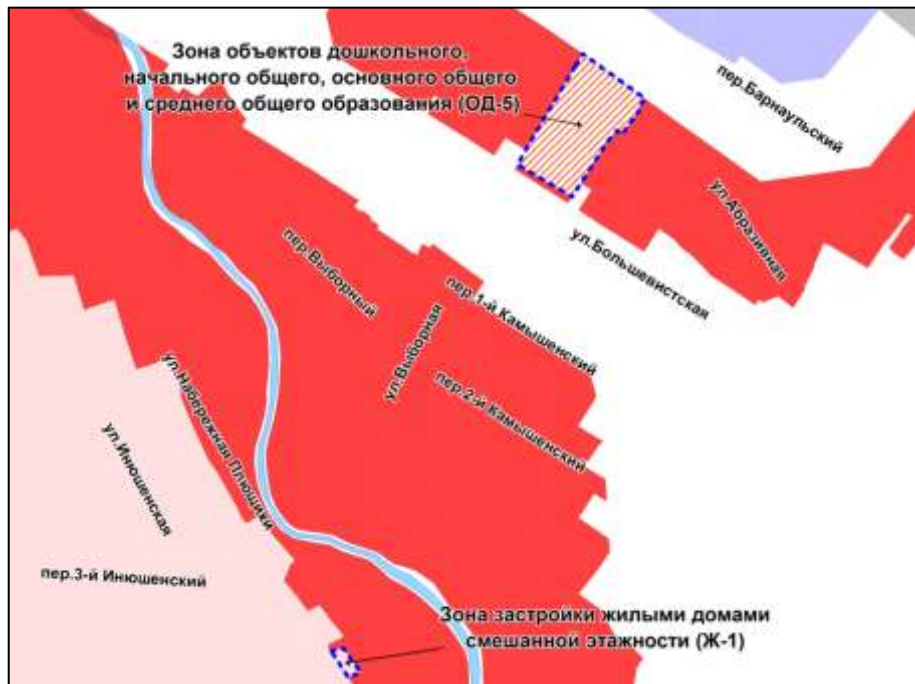 Зона объектов дошкольного,
начального общего, основного общего
и среднего общего образования (ОД-5)
пер.Барнаульский
ул.Абразивная
ул.Большевистская
пер.Выборный
пер.1-й Камышенский
ул.Выборная
пер.2-й Камышенский
ул.Набережная Плющихи
ул.Инюшенская
пер.3-й Инюшенский
Зона застройки жилыми домами
смешанной этажности (Ж-1)